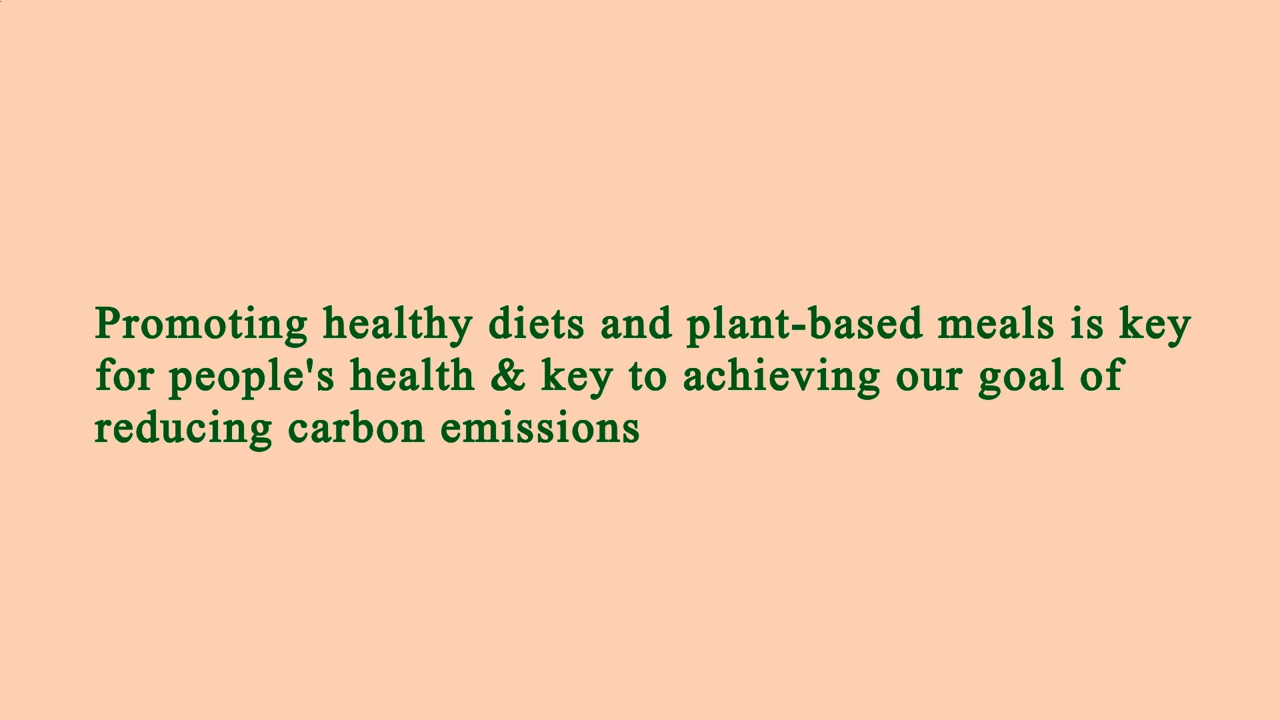 Promoting healthy diets and plant-based meals is key
for people's health & key to achieving our goal of
reducing carbon emissions